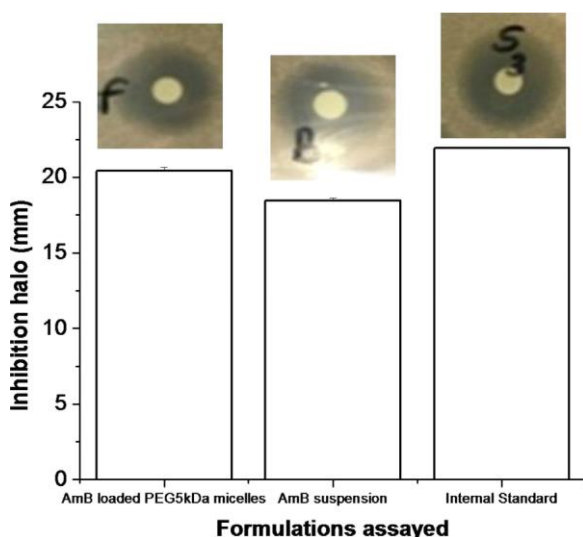 F
B
S
3
25
20
15
10
5
0
Inhibition halo (mm)
AmB loaded PEG5kDa micelles
AmB suspension
Internal Standard
Formulations assayed